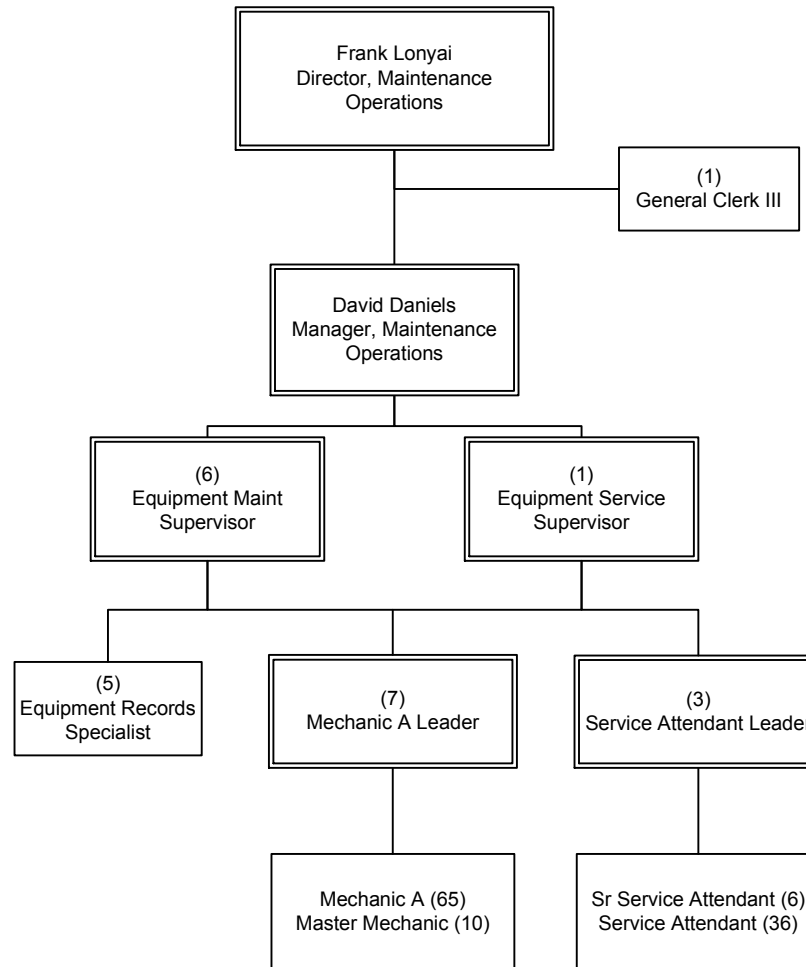 Frank Lonyai
Director, Maintenance
Operations
(1)
General Clerk III
David Daniels
Manager, Maintenance
Operations
(6)
Equipment Maint
Supervisor
(1)
Equipment Service
Supervisor
(5)
Equipment Records
Specialist
(7)
Mechanic A Leader
(3)
Service Attendant Leader
Mechanic A (65)
Master Mechanic (10)
Sr Service Attendant (6)
Service Attendant (36)